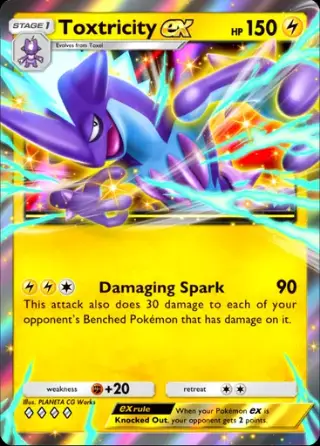 STAGE 1
Toxtricity ex
HP 150
Evolves from Toxel
Damaging Spark 90
This attack also does 30 damage to each of your
opponent's Benched Pokémon that has damage on it.
Illus. PLANETA CG Works
weakness +20
retreat
ex rule
When your Pokémon ex is
Knocked Out, your opponent gets 2 points.